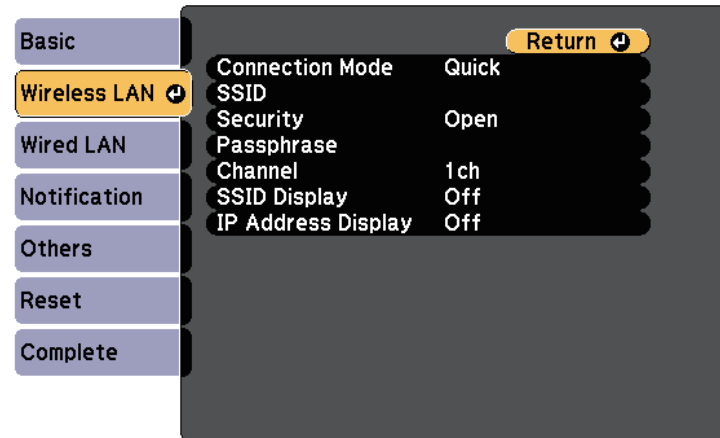 Basic
Wireless LAN
Wired LAN
Notification
Others
Reset
Complete
Return
Connection Mode Quick
SSID
Security Open
Passphrase
Channel 1ch
SSID Display Off
IP Address Display Off